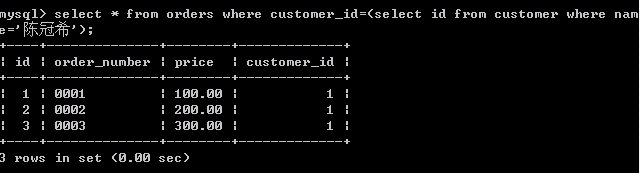 mysql> select * from orders where customer_id=(select id from customer where nam
e='陈冠希');
+----+--------------+--------+-------------+
¦ id ¦ order_number ¦ price  ¦ customer_id ¦
+----+--------------+--------+-------------+
¦  1 ¦ 0001         ¦ 100.00 ¦           1 ¦
¦  2 ¦ 0002         ¦ 200.00 ¦           1 ¦
¦  3 ¦ 0003         ¦ 300.00 ¦           1 ¦
+----+--------------+--------+-------------+
3 rows in set (0.00 sec)